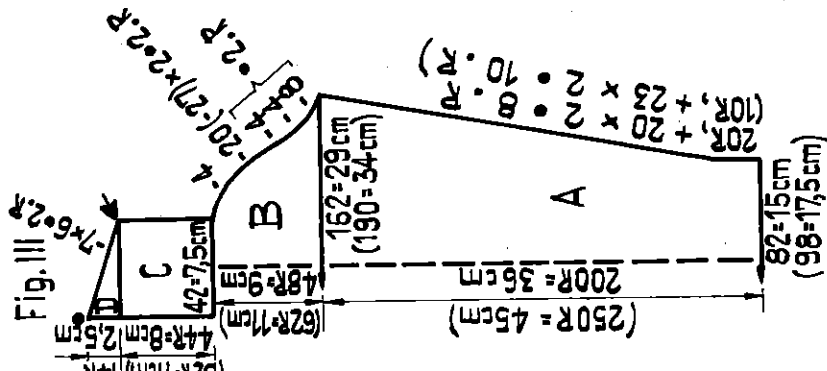 Fig. III
-7×6•2.R
-4 -20(-27)×2•2.R
-44
-8
•2.R
D
C
B
A
2,5cm
44R=8cm
42=7,5cm
48R=9cm
(62R=11cm)
162=29cm
(190=34cm)
20R, + 20 × 2 • 8 . R
(10R, + 23 × 2 • 10 . R)
200R = 36cm
(250R = 45cm)
82=15cm
(98=17,5cm)